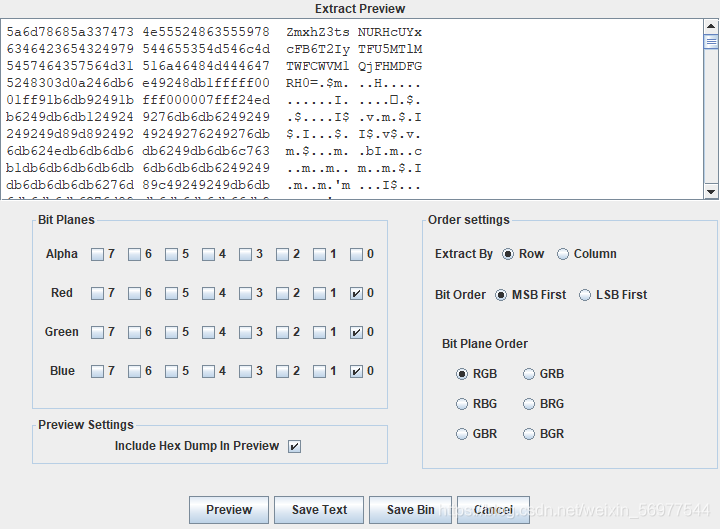 Extract Preview
5a6d78685a337473 4e55524863555978 ZmxhZ3ts NURHcUYx
6346423654324979 544655354d546c4d cFB6T2Iy TFU5MTlM
5457464357564d31 516a46484d444647 TWFCWVM1 QjFHMDFG
5248303d0a246db6 e49248db1fffff00 RH0=.$m. ..H.....
01ff91b6db92491b fff000007fff24ed ......I. ....□.$.
b6249db6db124924 9276db6db6249249 .$....I$ .v.m.$.I
249249d89d892492 49249276249276db $.I...$. I$.v$.v.
6db624edb6db6db6 db6249db6db6c763 m.$...m. .bI.m..c
b1db6db6db6db6db 6db6db6db6249249 ..m..m.. m..m.$.I
db6db6db6db6276d 89c49249249db6db .m..m.'m ...I$...
Bit Planes
Alpha 7 6 5 4 3 2 1 0
Red 7 6 5 4 3 2 1 0
Green 7 6 5 4 3 2 1 0
Blue 7 6 5 4 3 2 1 0
Preview Settings
Include Hex Dump In Preview
Order settings
Extract By Row Column
Bit Order MSB First LSB First
Bit Plane Order
RGB GRB
RBG BRG
GBR BGR
Preview Save Text Save Bin Cancel
https://blog.csdn.net/weixin_56977544